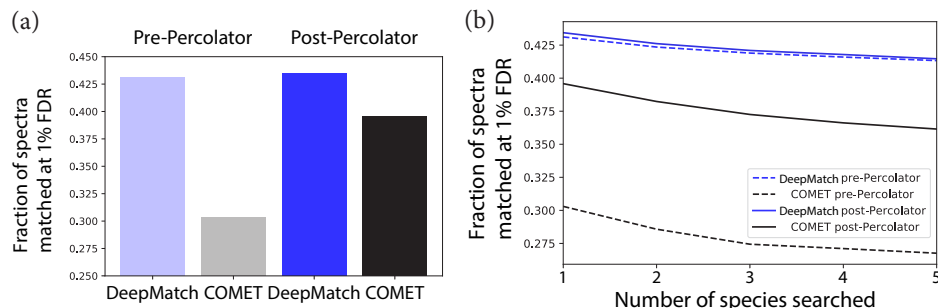 (a)
Pre-Percolator Post-Percolator
Fraction of spectra
matched at 1% FDR
0.450
0.425
0.400
0.375
0.350
0.325
0.300
0.275
0.250
DeepMatch COMET DeepMatch COMET
(b)
Fraction of spectra
matched at 1% FDR
0.425
0.400
0.375
0.350
0.325
0.300
0.275
DeepMatch pre-Percolator
COMET pre-Percolator
DeepMatch post-Percolator
COMET post-Percolator
1 2 3 4 5
Number of species searched